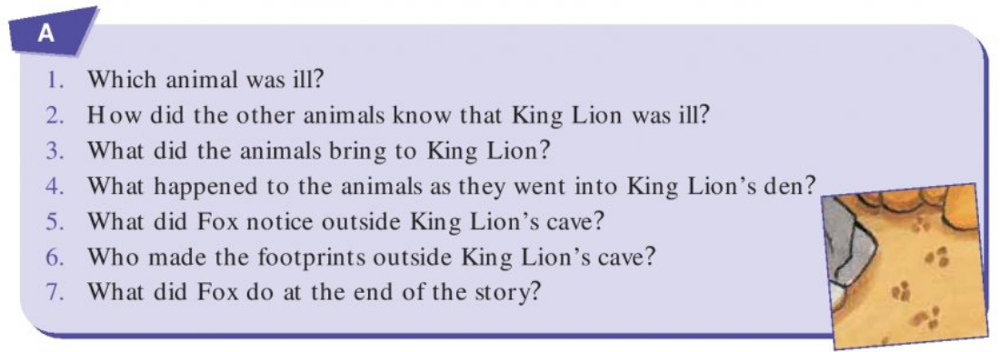 A
1. Which animal was ill?
2. How did the other animals know that King Lion was ill?
3. What did the animals bring to King Lion?
4. What happened to the animals as they went into King Lion's den?
5. What did Fox notice outside King Lion's cave?
6. Who made the footprints outside King Lion's cave?
7. What did Fox do at the end of the story?